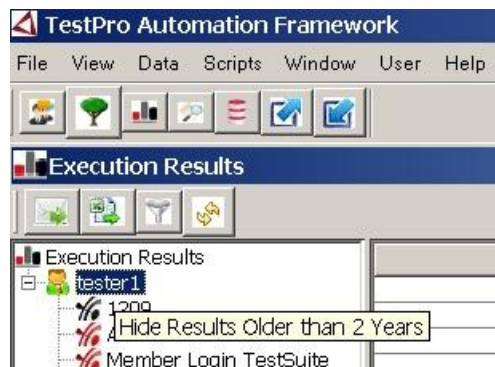 TestPro Automation Framework
File View Data Scripts Window User Help
Execution Results
Execution Results
tester1
1209
Hide Results Older than 2 Years
Member Login TestSuite